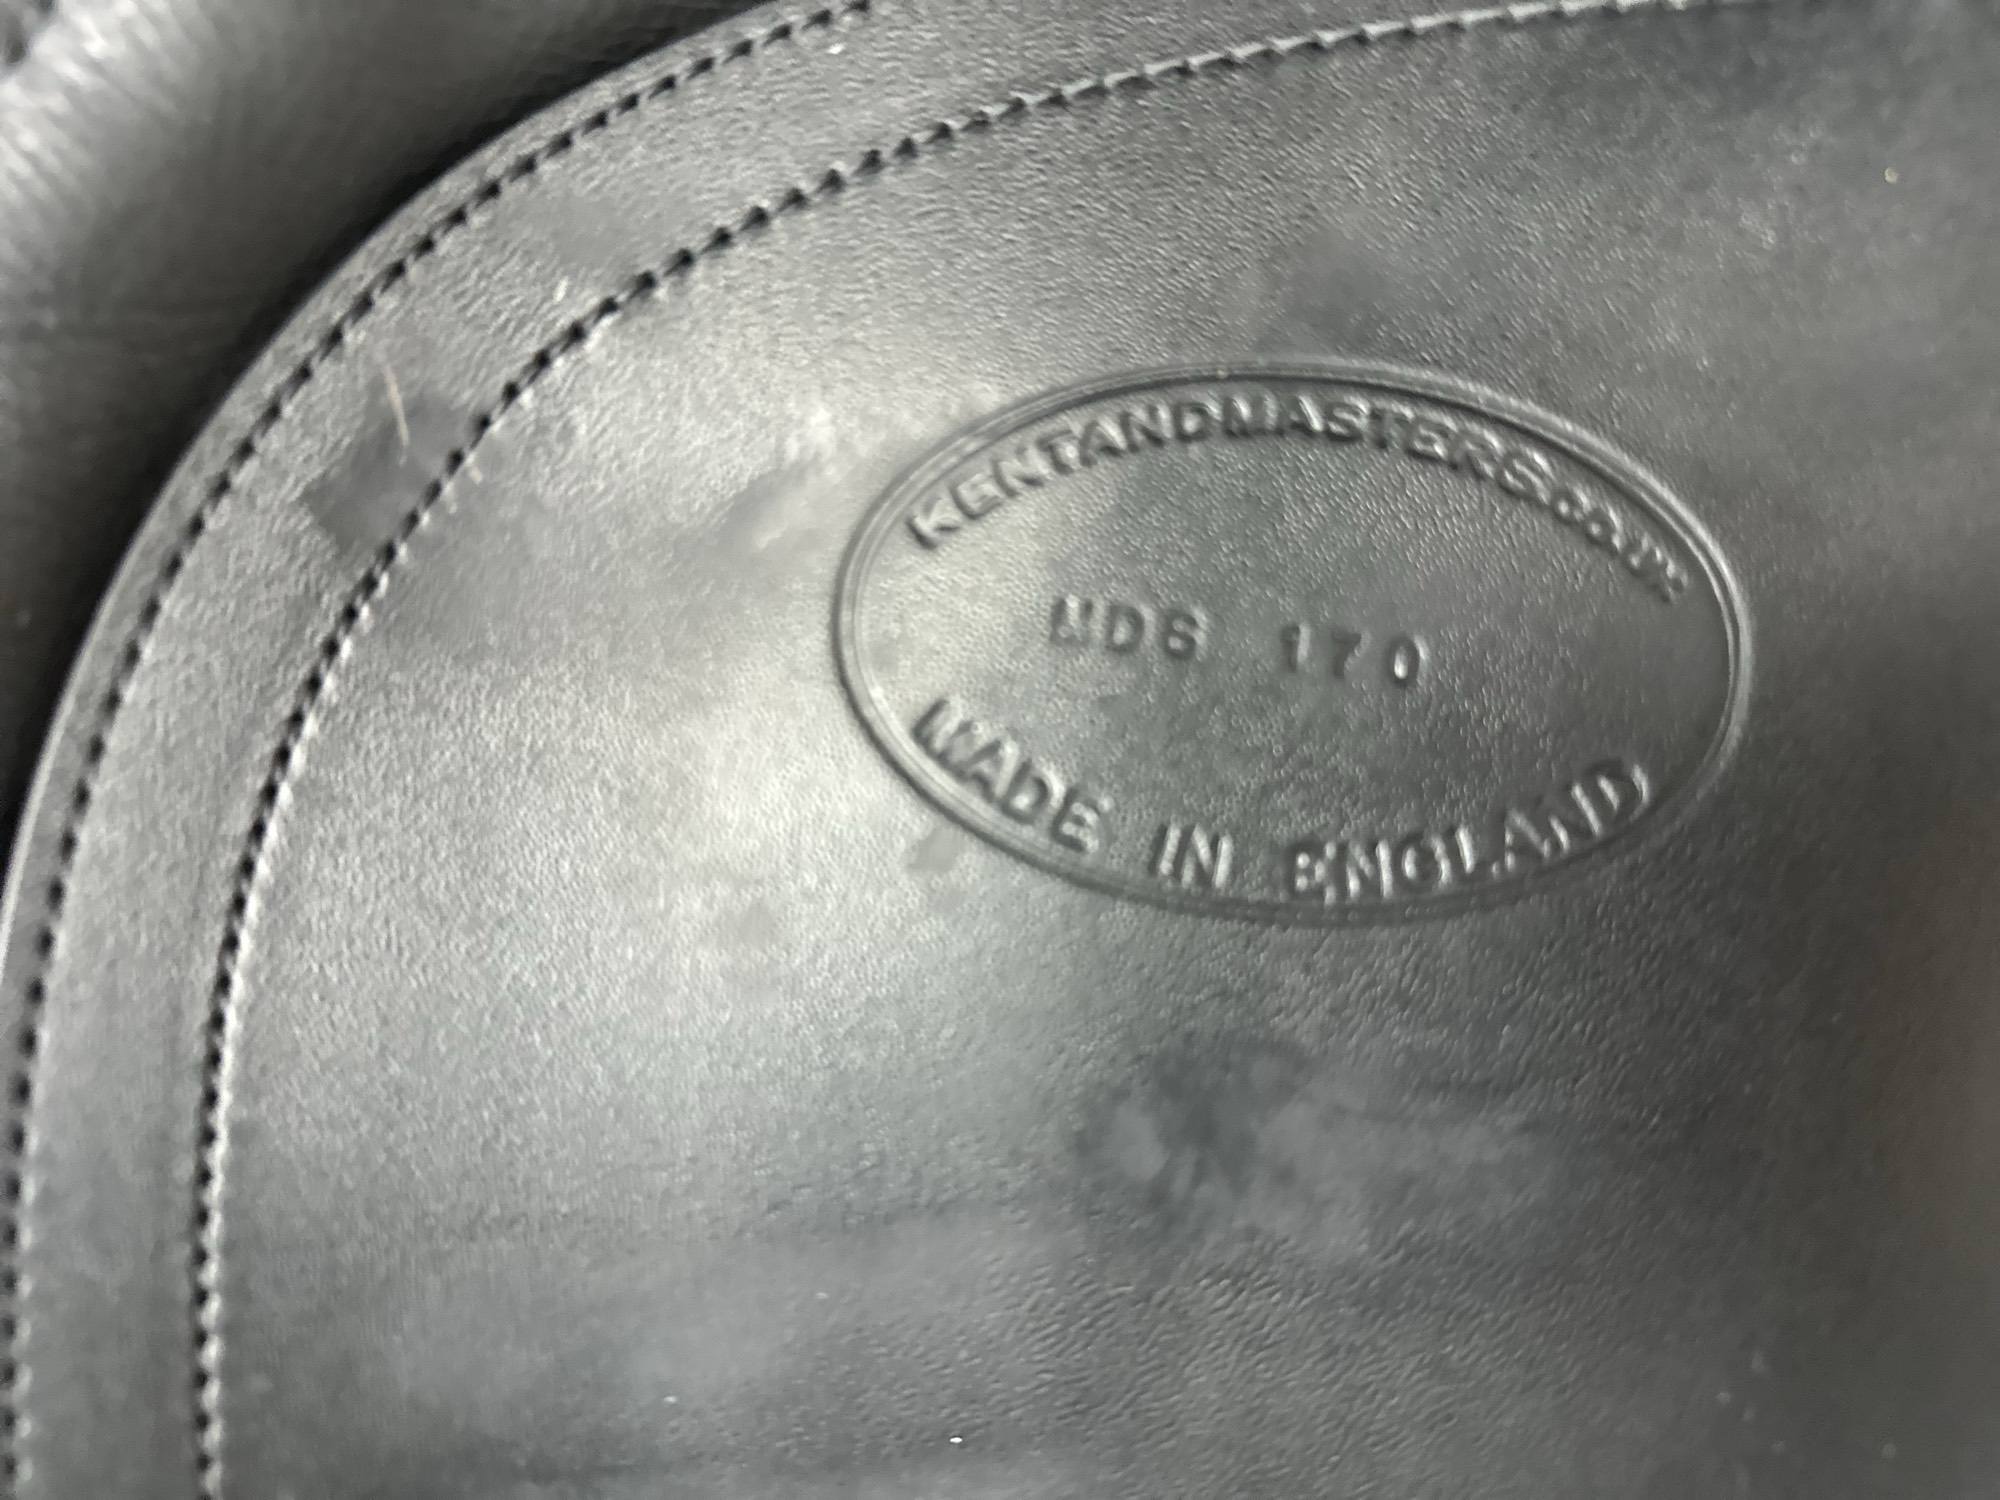 KENTANDMASTERS.CO.UK
MDS 170
MADE IN ENGLAND